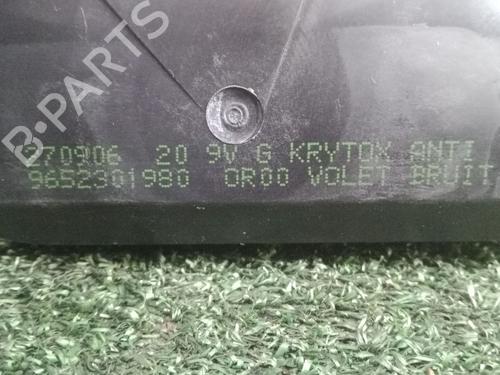 B-PARTS
270906 20 9V G KRYTOX ANTI
9652301980 OR00 VOLET BRUIT